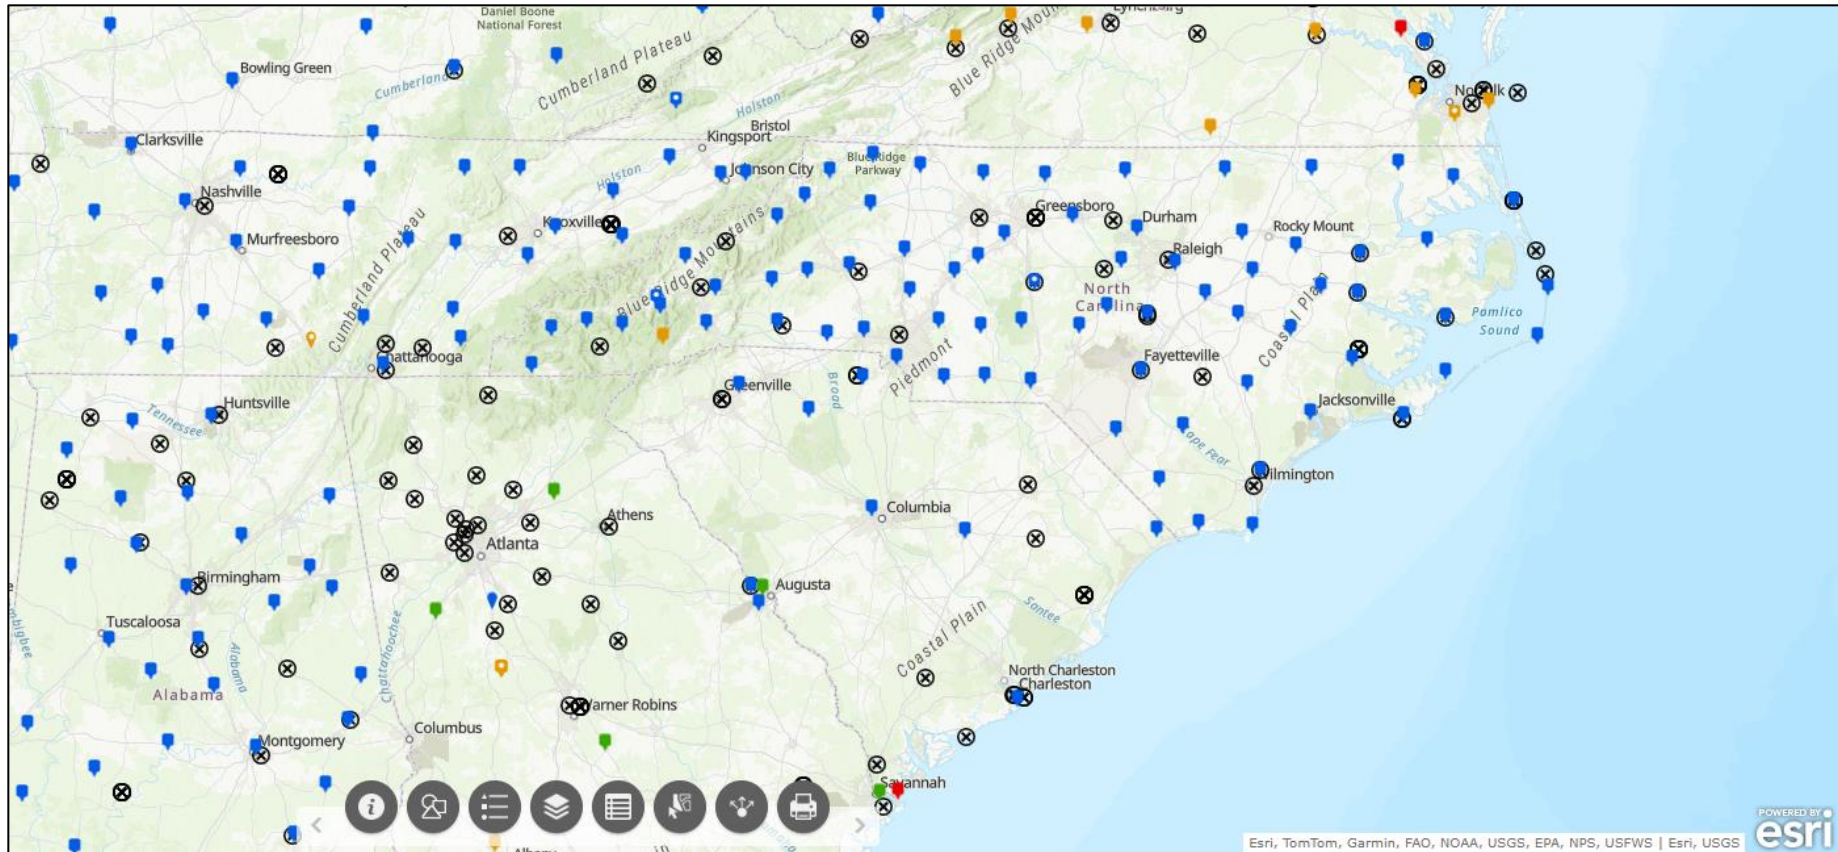 Daniel Boone
National Forest
Lynchburg
Blue Ridge Moun
Cumberland Plateau
Bowling Green
Cumberland
Holston
Norfolk
Bristol
Kingsport
Clarksville
Johnson City
Blue Ridge
Parkway
Holston
Nashville
Knoxville
Greensboro
Durham
Rocky Mount
Murfreesboro
Raleigh
Cumberland Plateau
Blue Ridge Mountains
North
Carolina
Coastal Plain
Pamlico
Sound
Chattanooga
Piedmont
Fayetteville
Greenville
Broad
Huntsville
Tennessee
Jacksonville
Cape Fear
Wilmington
Columbia
Athens
Atlanta
Birmingham
Augusta
Tuscaloosa
Santee
Coastal Plain
mbigbee
Alabama
Chattahoochee
Alabama
North Charleston
Charleston
Warner Robins
Columbus
Montgomery
Savannah
POWERED BY
esri
Esri, TomTom, Garmin, FAO, NOAA, USGS, EPA, NPS, USFWS | Esri, USGS